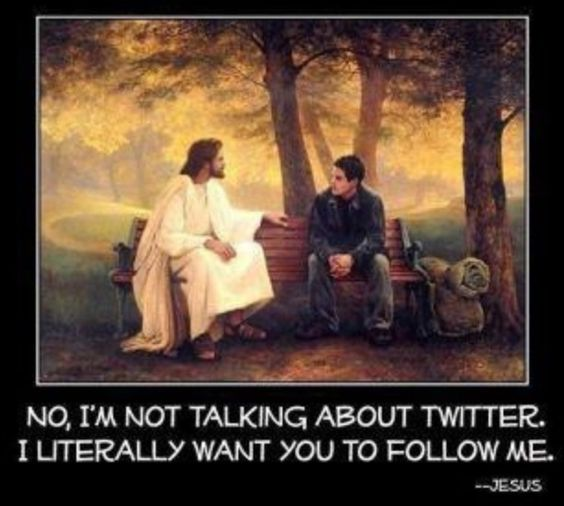 NO, I'M NOT TALKING ABOUT TWITTER.
I LITERALLY WANT YOU TO FOLLOW ME.
--JESUS